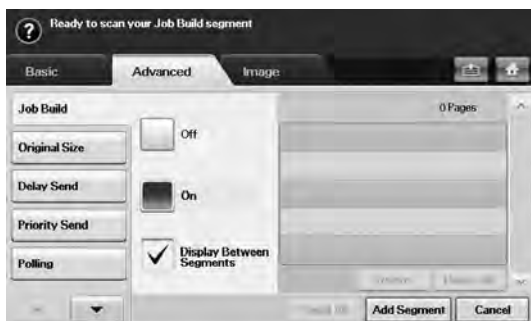 Ready to scan your Job Build segment
Basic
Advanced
Image
Job Build
Original Size
Delay Send
Priority Send
Polling
Off
On
Display Between
Segments
0 Pages
Add Segment
Cancel